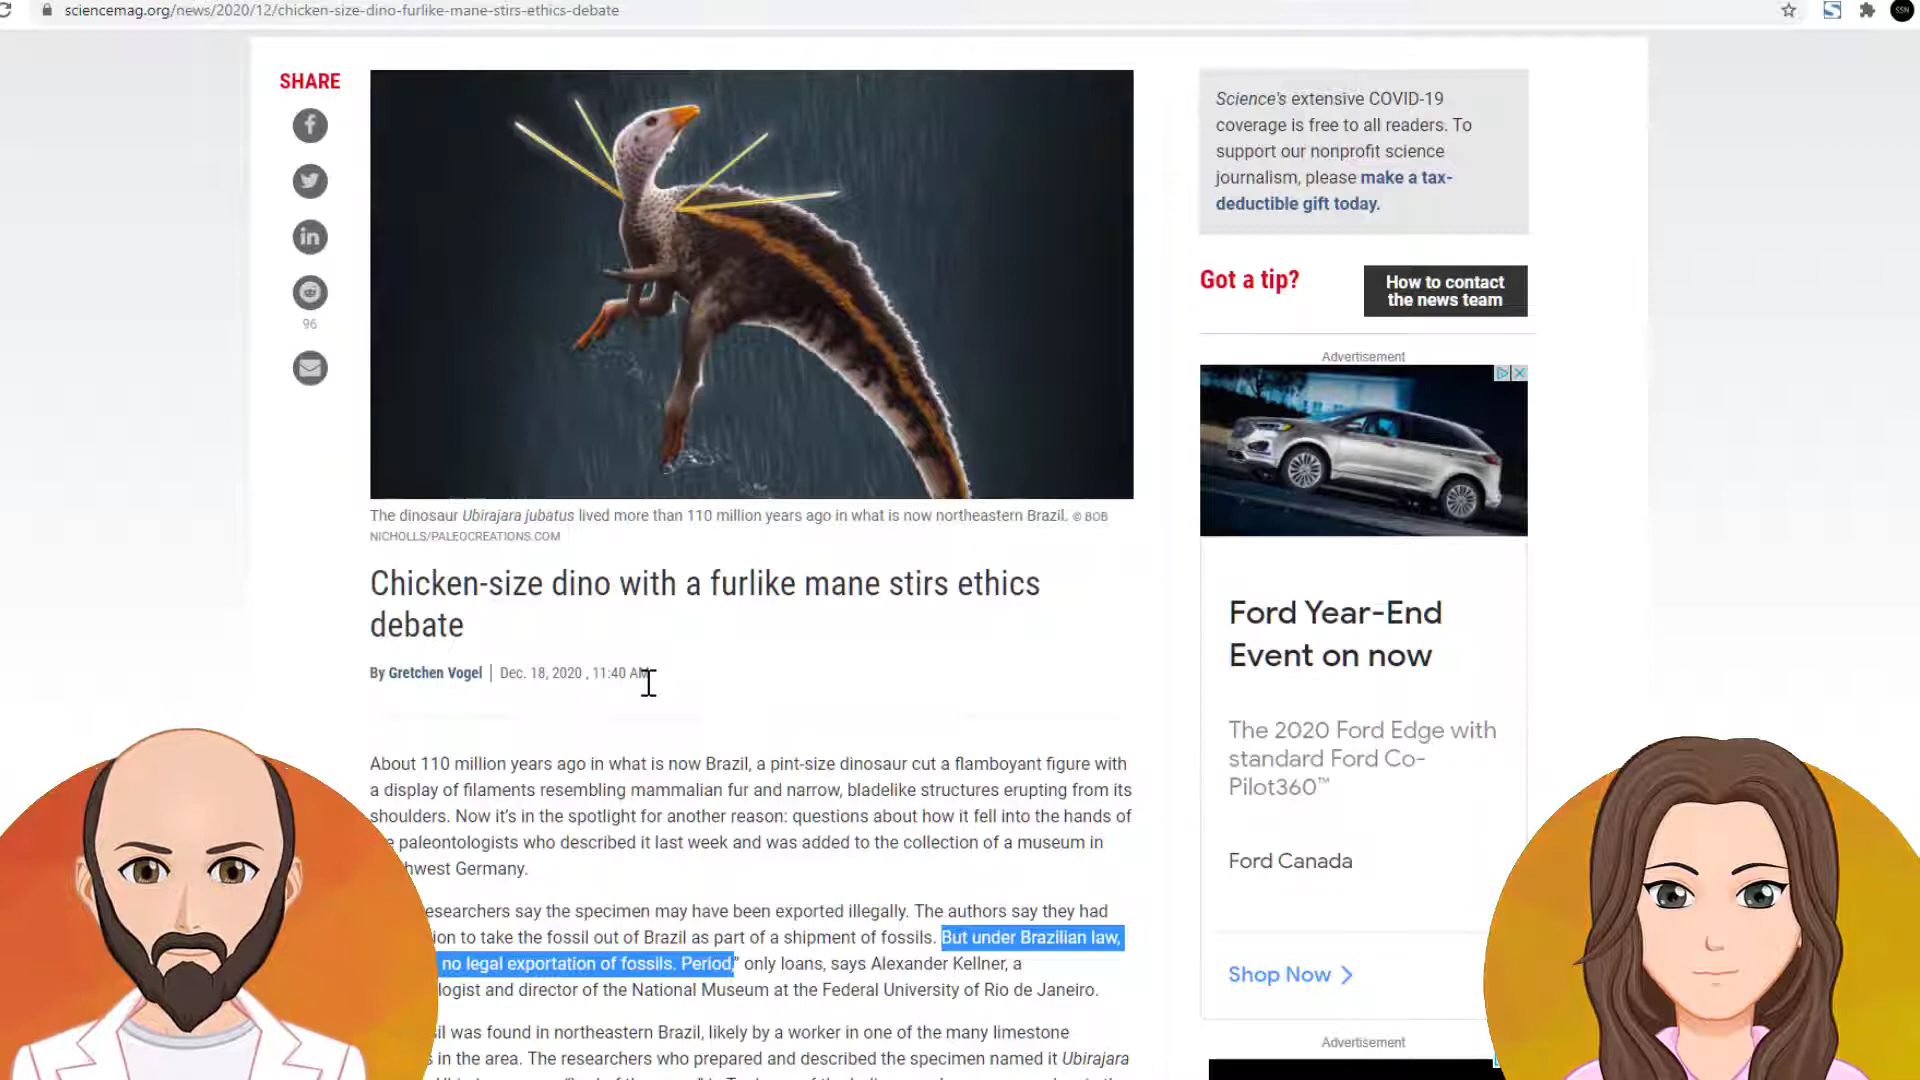 sciencemag.org/news/2020/12/chicken-size-dino-furlike-mane-stirs-ethics-debate
SSN
SHARE
96
The dinosaur Ubirajara jubatus lived more than 110 million years ago in what is now northeastern Brazil. © BOB
NICHOLLS/PALEOCREATIONS.COM
Chicken-size dino with a furlike mane stirs ethics
debate
By Gretchen Vogel | Dec. 18, 2020 , 11:40 AM
About 110 million years ago in what is now Brazil, a pint-size dinosaur cut a flamboyant figure with
a display of filaments resembling mammalian fur and narrow, bladelike structures erupting from its
shoulders. Now it's in the spotlight for another reason: questions about how it fell into the hands of
e paleontologists who described it last week and was added to the collection of a museum in
hwest Germany.
esearchers say the specimen may have been exported illegally. The authors say they had
ion to take the fossil out of Brazil as part of a shipment of fossils. But under Brazilian law,
no legal exportation of fossils. Period," only loans, says Alexander Kellner, a
logist and director of the National Museum at the Federal University of Rio de Janeiro.
sil was found in northeastern Brazil, likely by a worker in one of the many limestone
s in the area. The researchers who prepared and described the specimen named it Ubirajara
Science's extensive COVID-19
coverage is free to all readers. To
support our nonprofit science
journalism, please make a tax-
deductible gift today.
Got a tip?
How to contact
the news team
Advertisement
Ford Year-End
Event on now
The 2020 Ford Edge with
standard Ford Co-
Pilot360™
Ford Canada
Shop Now
Advertisement